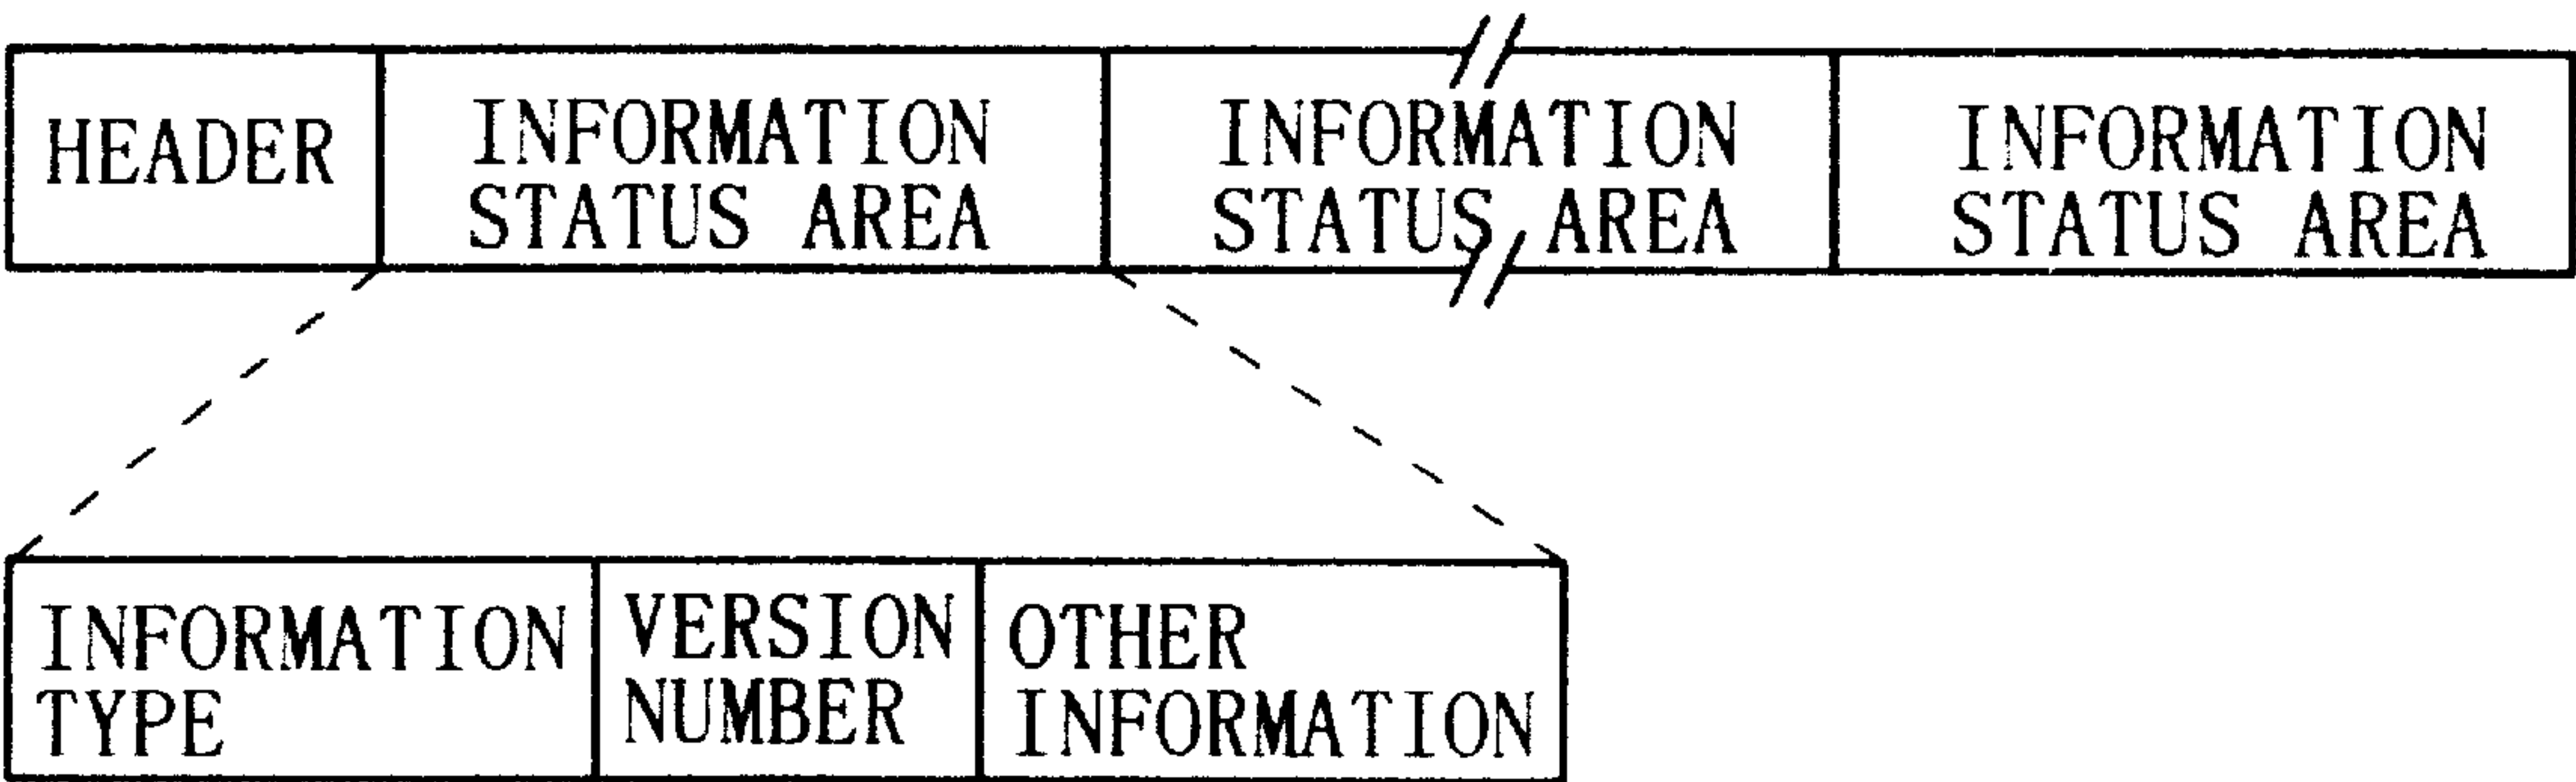 HEADER
INFORMATION
STATUS AREA
INFORMATION
STATUS AREA
INFORMATION
STATUS AREA
INFORMATION
TYPE
VERSION
NUMBER
OTHER
INFORMATION